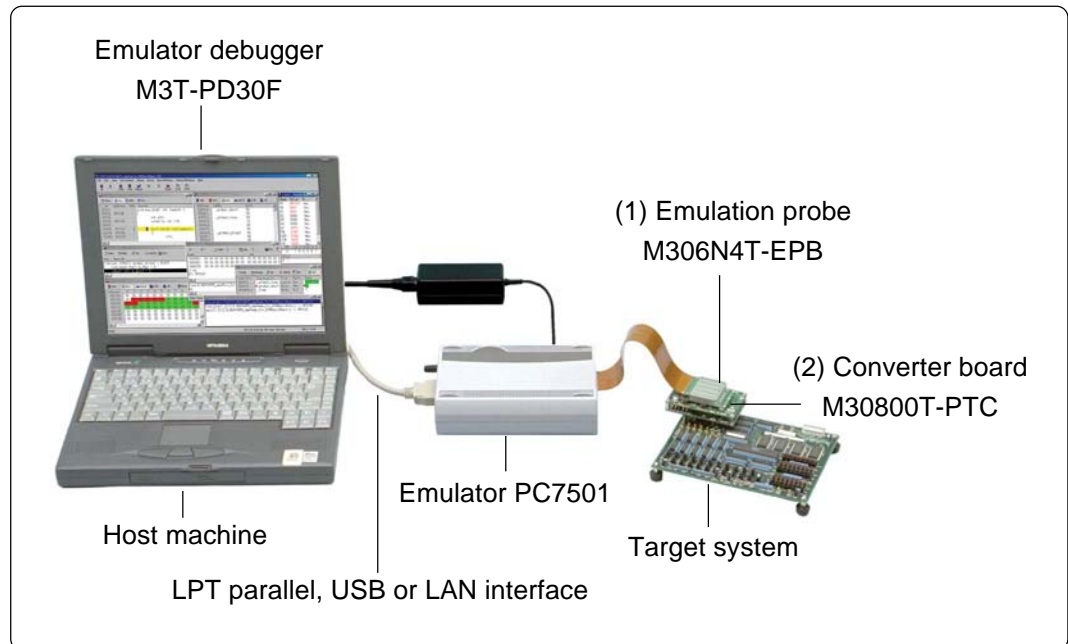 Emulator debugger
M3T-PD30F
(1) Emulation probe
M306N4T-EPB
(2) Converter board
M30800T-PTC
Emulator PC7501
Host machine
Target system
LPT parallel, USB or LAN interface